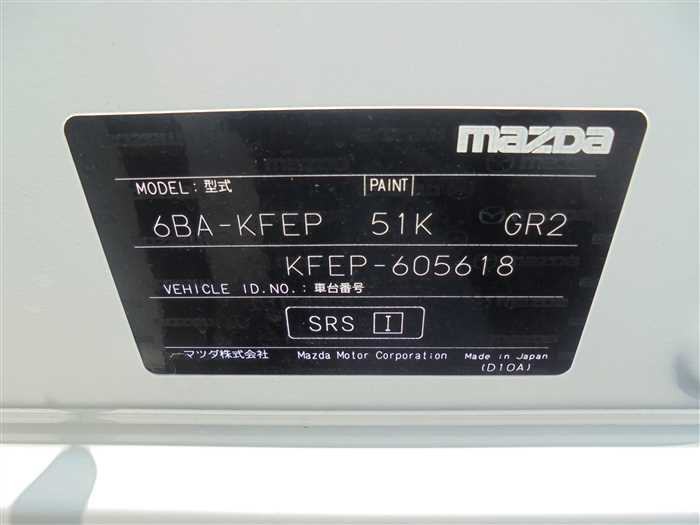 mazda
MODEL:型式 PAINT
6BA-KFEP 51K GR2
KFEP-605618
VEHICLE ID.NO.:車台番号
SRS I
マツダ株式会社 Mazda Motor Corporation Made in Japan
(D10A)